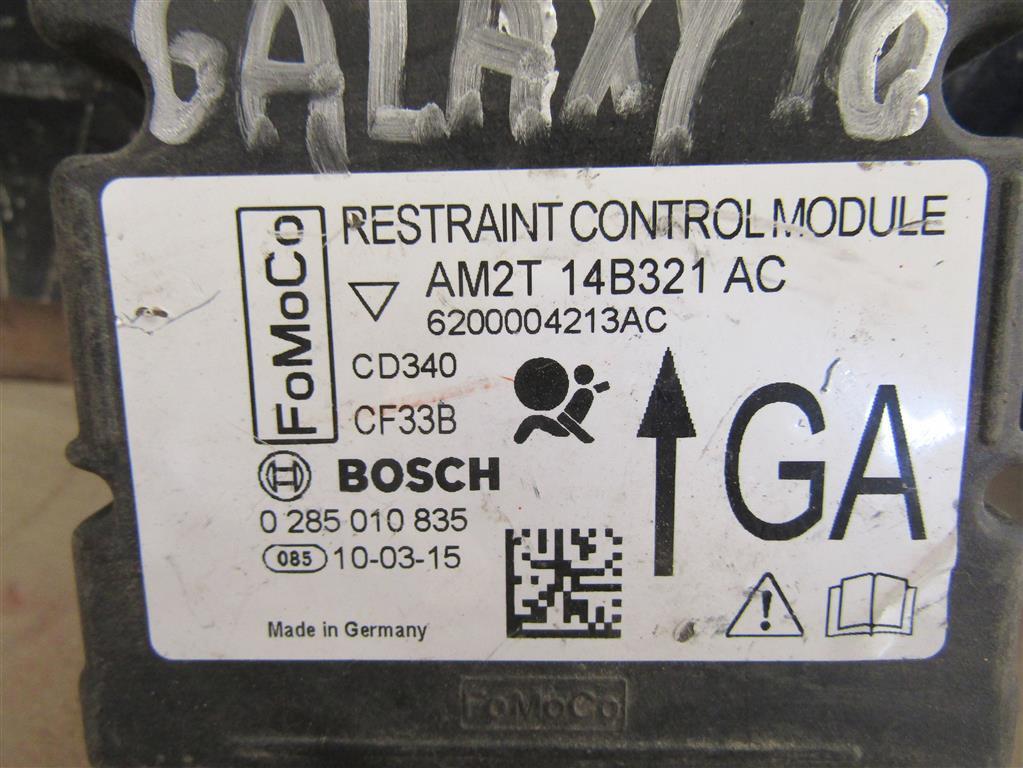 GALAXY 10
FoMoCo
RESTRAINT CONTROL MODULE
AM2T 14B321 AC
6200004213AC
CD340
CF33B
GA
BOSCH
0 285 010 835
085 10-03-15
Made in Germany
FoMoCo